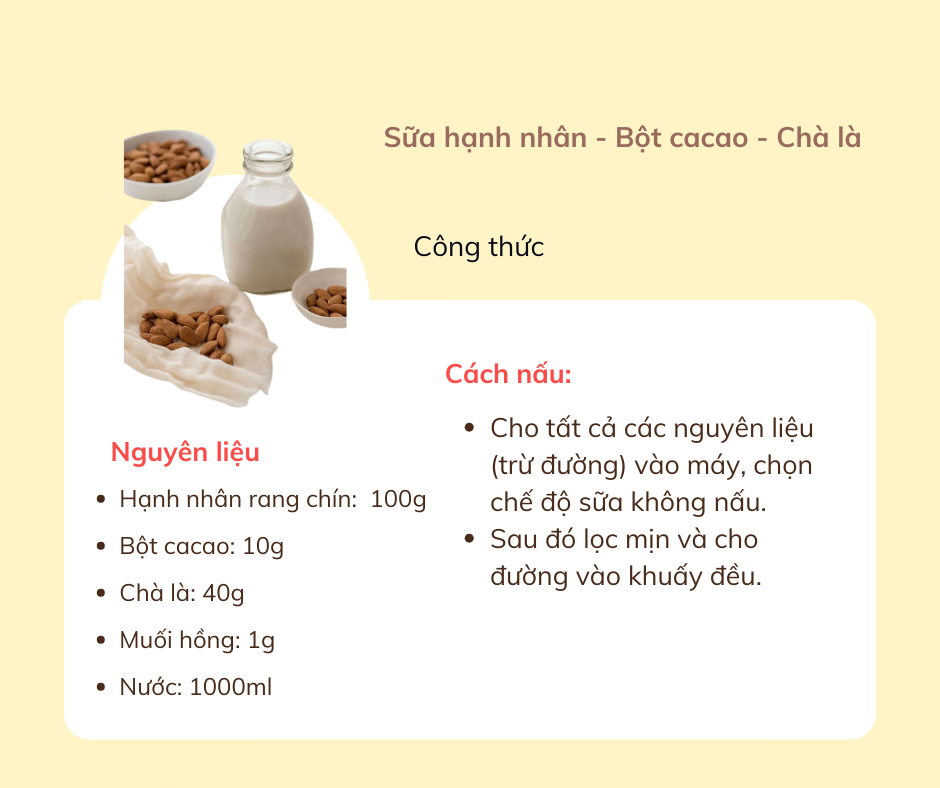 Sữa hạnh nhân - Bột cacao - Chà là
Công thức
Nguyên liệu
Hạnh nhân rang chín:  100g
Bột cacao: 10g
Chà là: 40g
Muối hồng: 1g
Nước: 1000ml
Cách nấu:
Cho tất cả các nguyên liệu
(trừ đường) vào máy, chọn
chế độ sữa không nấu.
Sau đó lọc mịn và cho
đường vào khuấy đều.